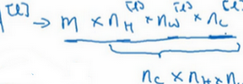 [l] → m × n_H^[l] × n_W^[l] × n_C^[l]
n_C × n_H ×